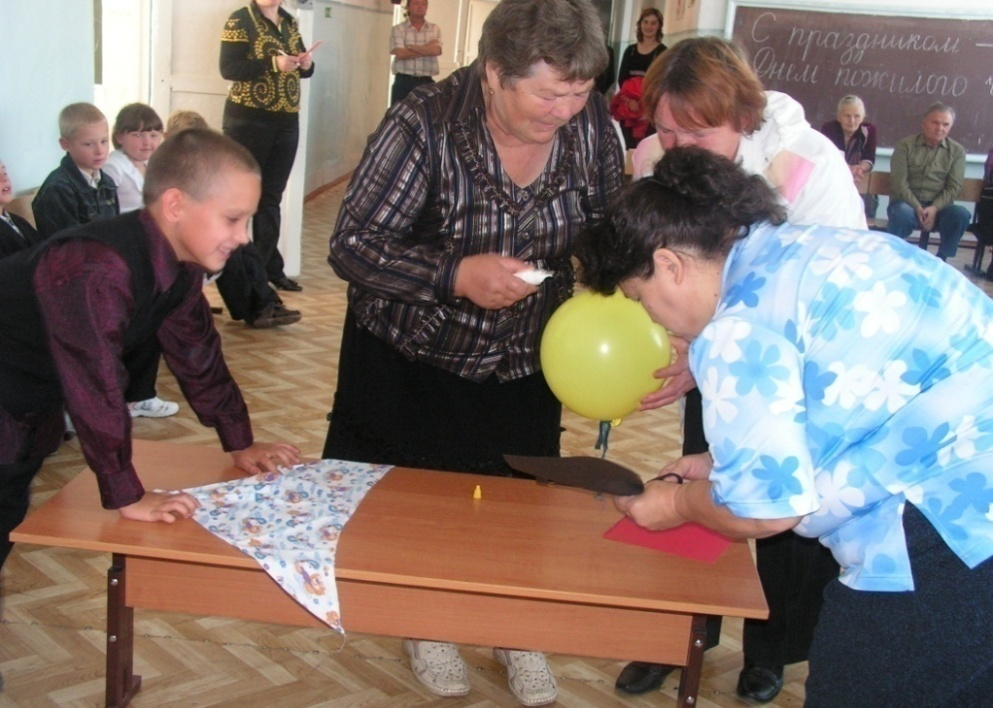 С праздником –
Днем пожилого ч